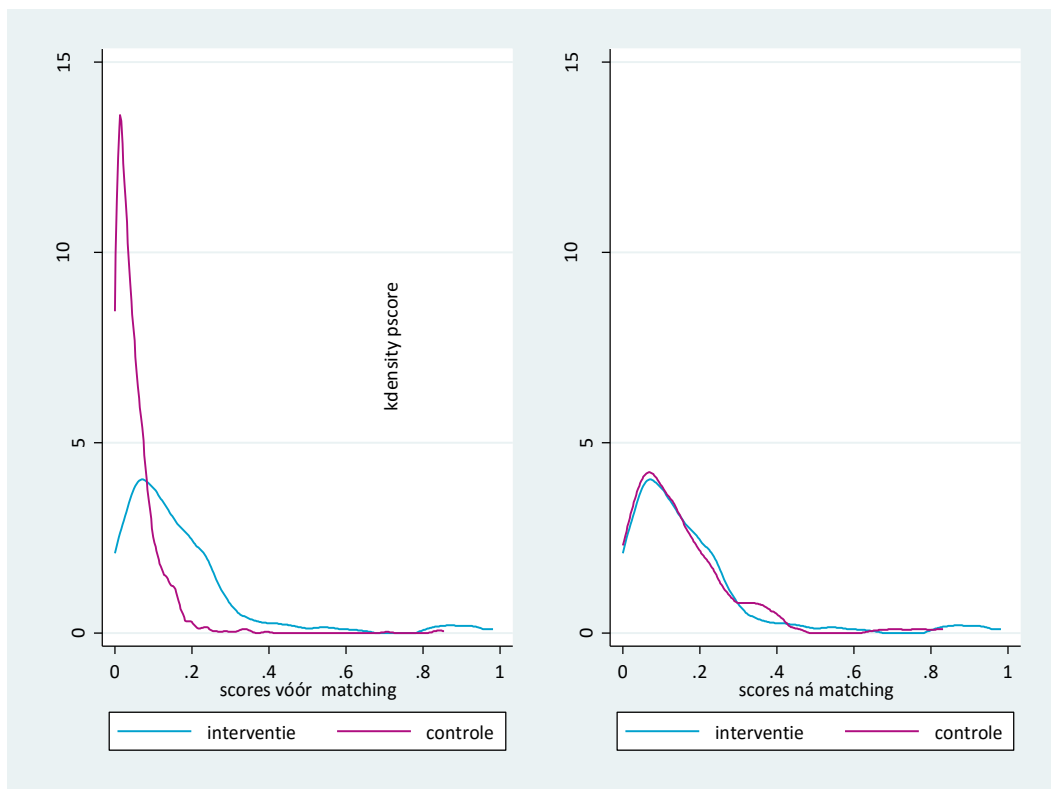 15
10
5
0
kdensity pscore
0 .2 .4 .6 .8 1
scores vóór  matching
interventie controle
15
10
5
0
0 .2 .4 .6 .8 1
scores ná matching
interventie controle